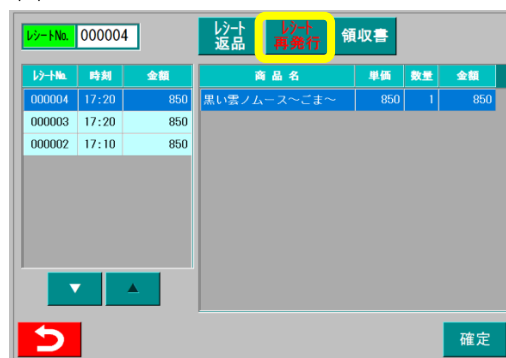 ﾚｼｰﾄNo. 000004
ﾚｼｰﾄ
返品
ﾚｼｰﾄ
再発行
領収書
ﾚｼｰﾄNo. 時刻 金額
000004 17:20 850
000003 17:20 850
000002 17:10 850
商品名 単価 数量 金額
黒い雲ノムース～ごま～ 850 1 850
▼ ▲
確定